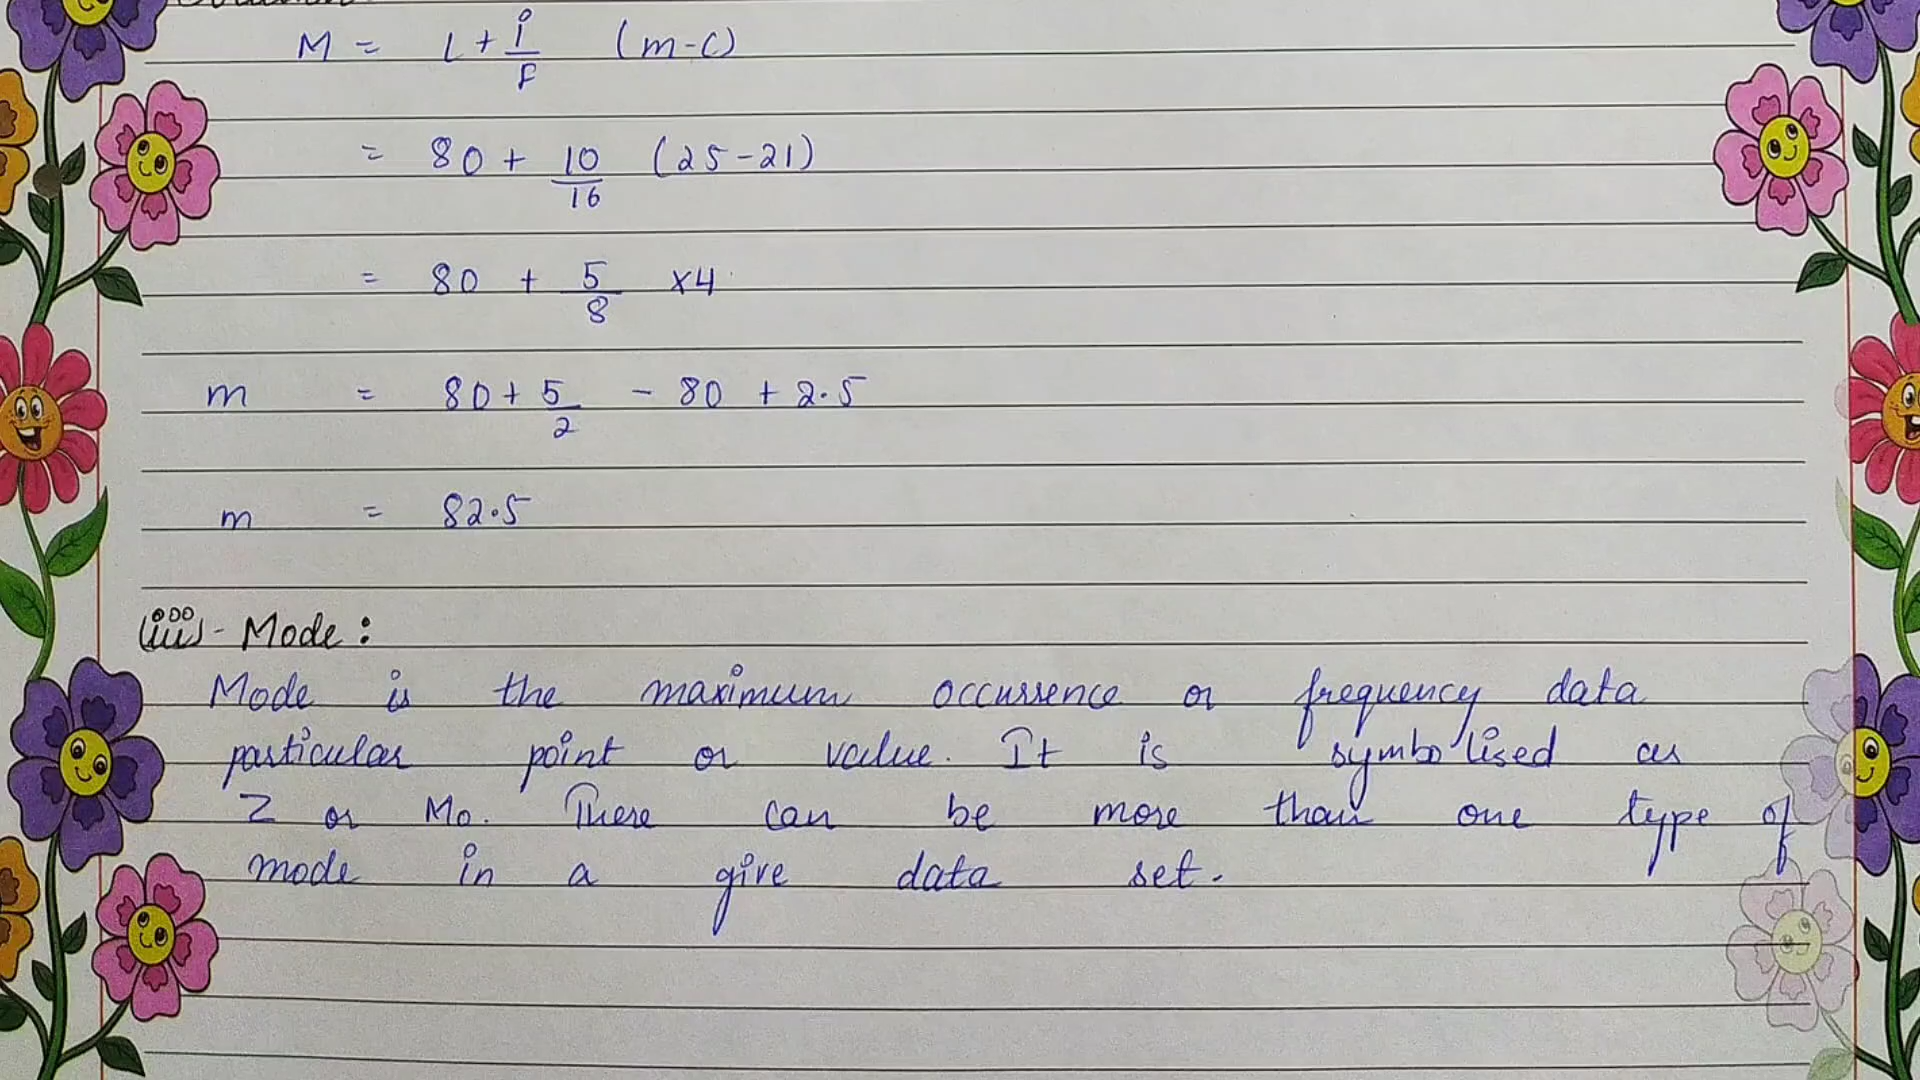 M = l + i/f (m-c)
= 80 + 10/16 (25-21)
= 80 + 5/8 ×4
m = 80 + 5/2 - 80 + 2.5
m = 82.5
(iii) - Mode :
Mode is the maximum occurrence or frequency data
particular point or value. It is symbolised as
Z or Mo. There can be more than one type of
mode in a give data set.